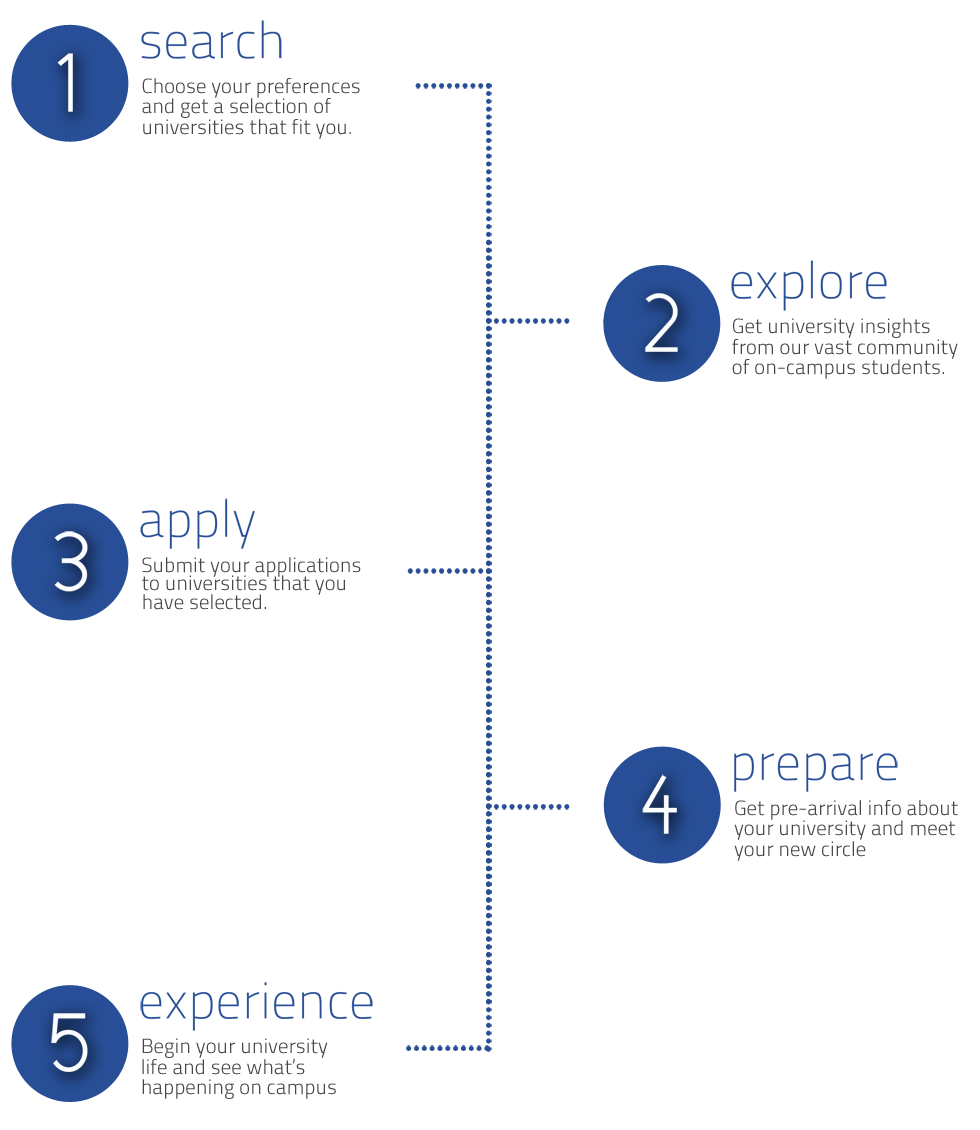 1
search
Choose your preferences
and get a selection of
universities that fit you.
2
explore
Get university insights
from our vast community
of on-campus students.
3
apply
Submit your applications
to universities that you
have selected.
4
prepare
Get pre-arrival info about
your university and meet
your new circle
5
experience
Begin your university
life and see what's
happening on campus